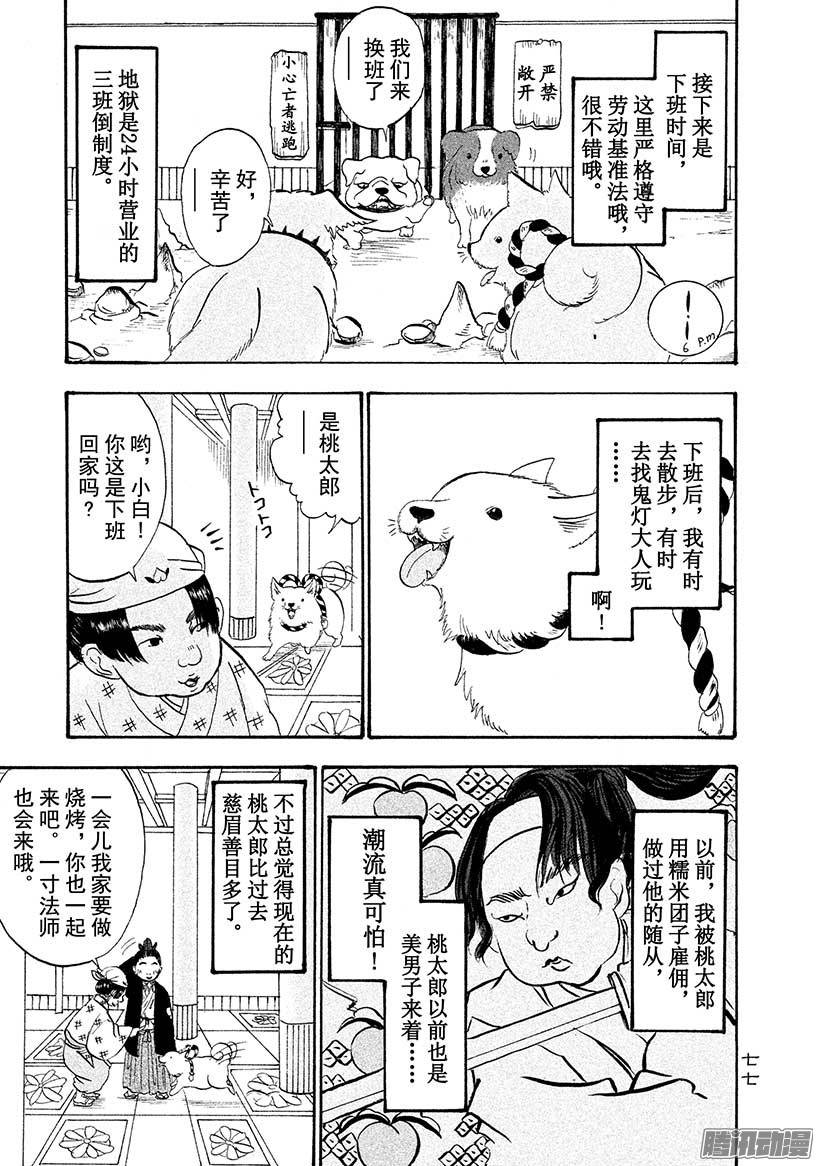 接下来是
下班时间，
这里严格遵守
劳动基准法哦，
很不错哦。
严禁
敞开
我们来
换班了
——
小心亡者逃跑
好，
——
辛苦了
地狱是24小时营业的
三班倒制度。
6 P.m
下班后，我有时
去散步，有时
去找鬼灯大人玩
……
啊！
是桃太郎
——
トコトコ
哟，小白！
你这是下班
回家吗？
以前，我被桃太郎
用糯米团子雇佣，
做过他的随从，
桃太郎以前也是
美男子来着……
潮流真可怕！
不过总觉得现在的
桃太郎比过去
慈眉善目多了。
一会儿我家要做
烧烤，你也一起
来吧。一寸法师
也会来哦。
七七
腾讯动漫